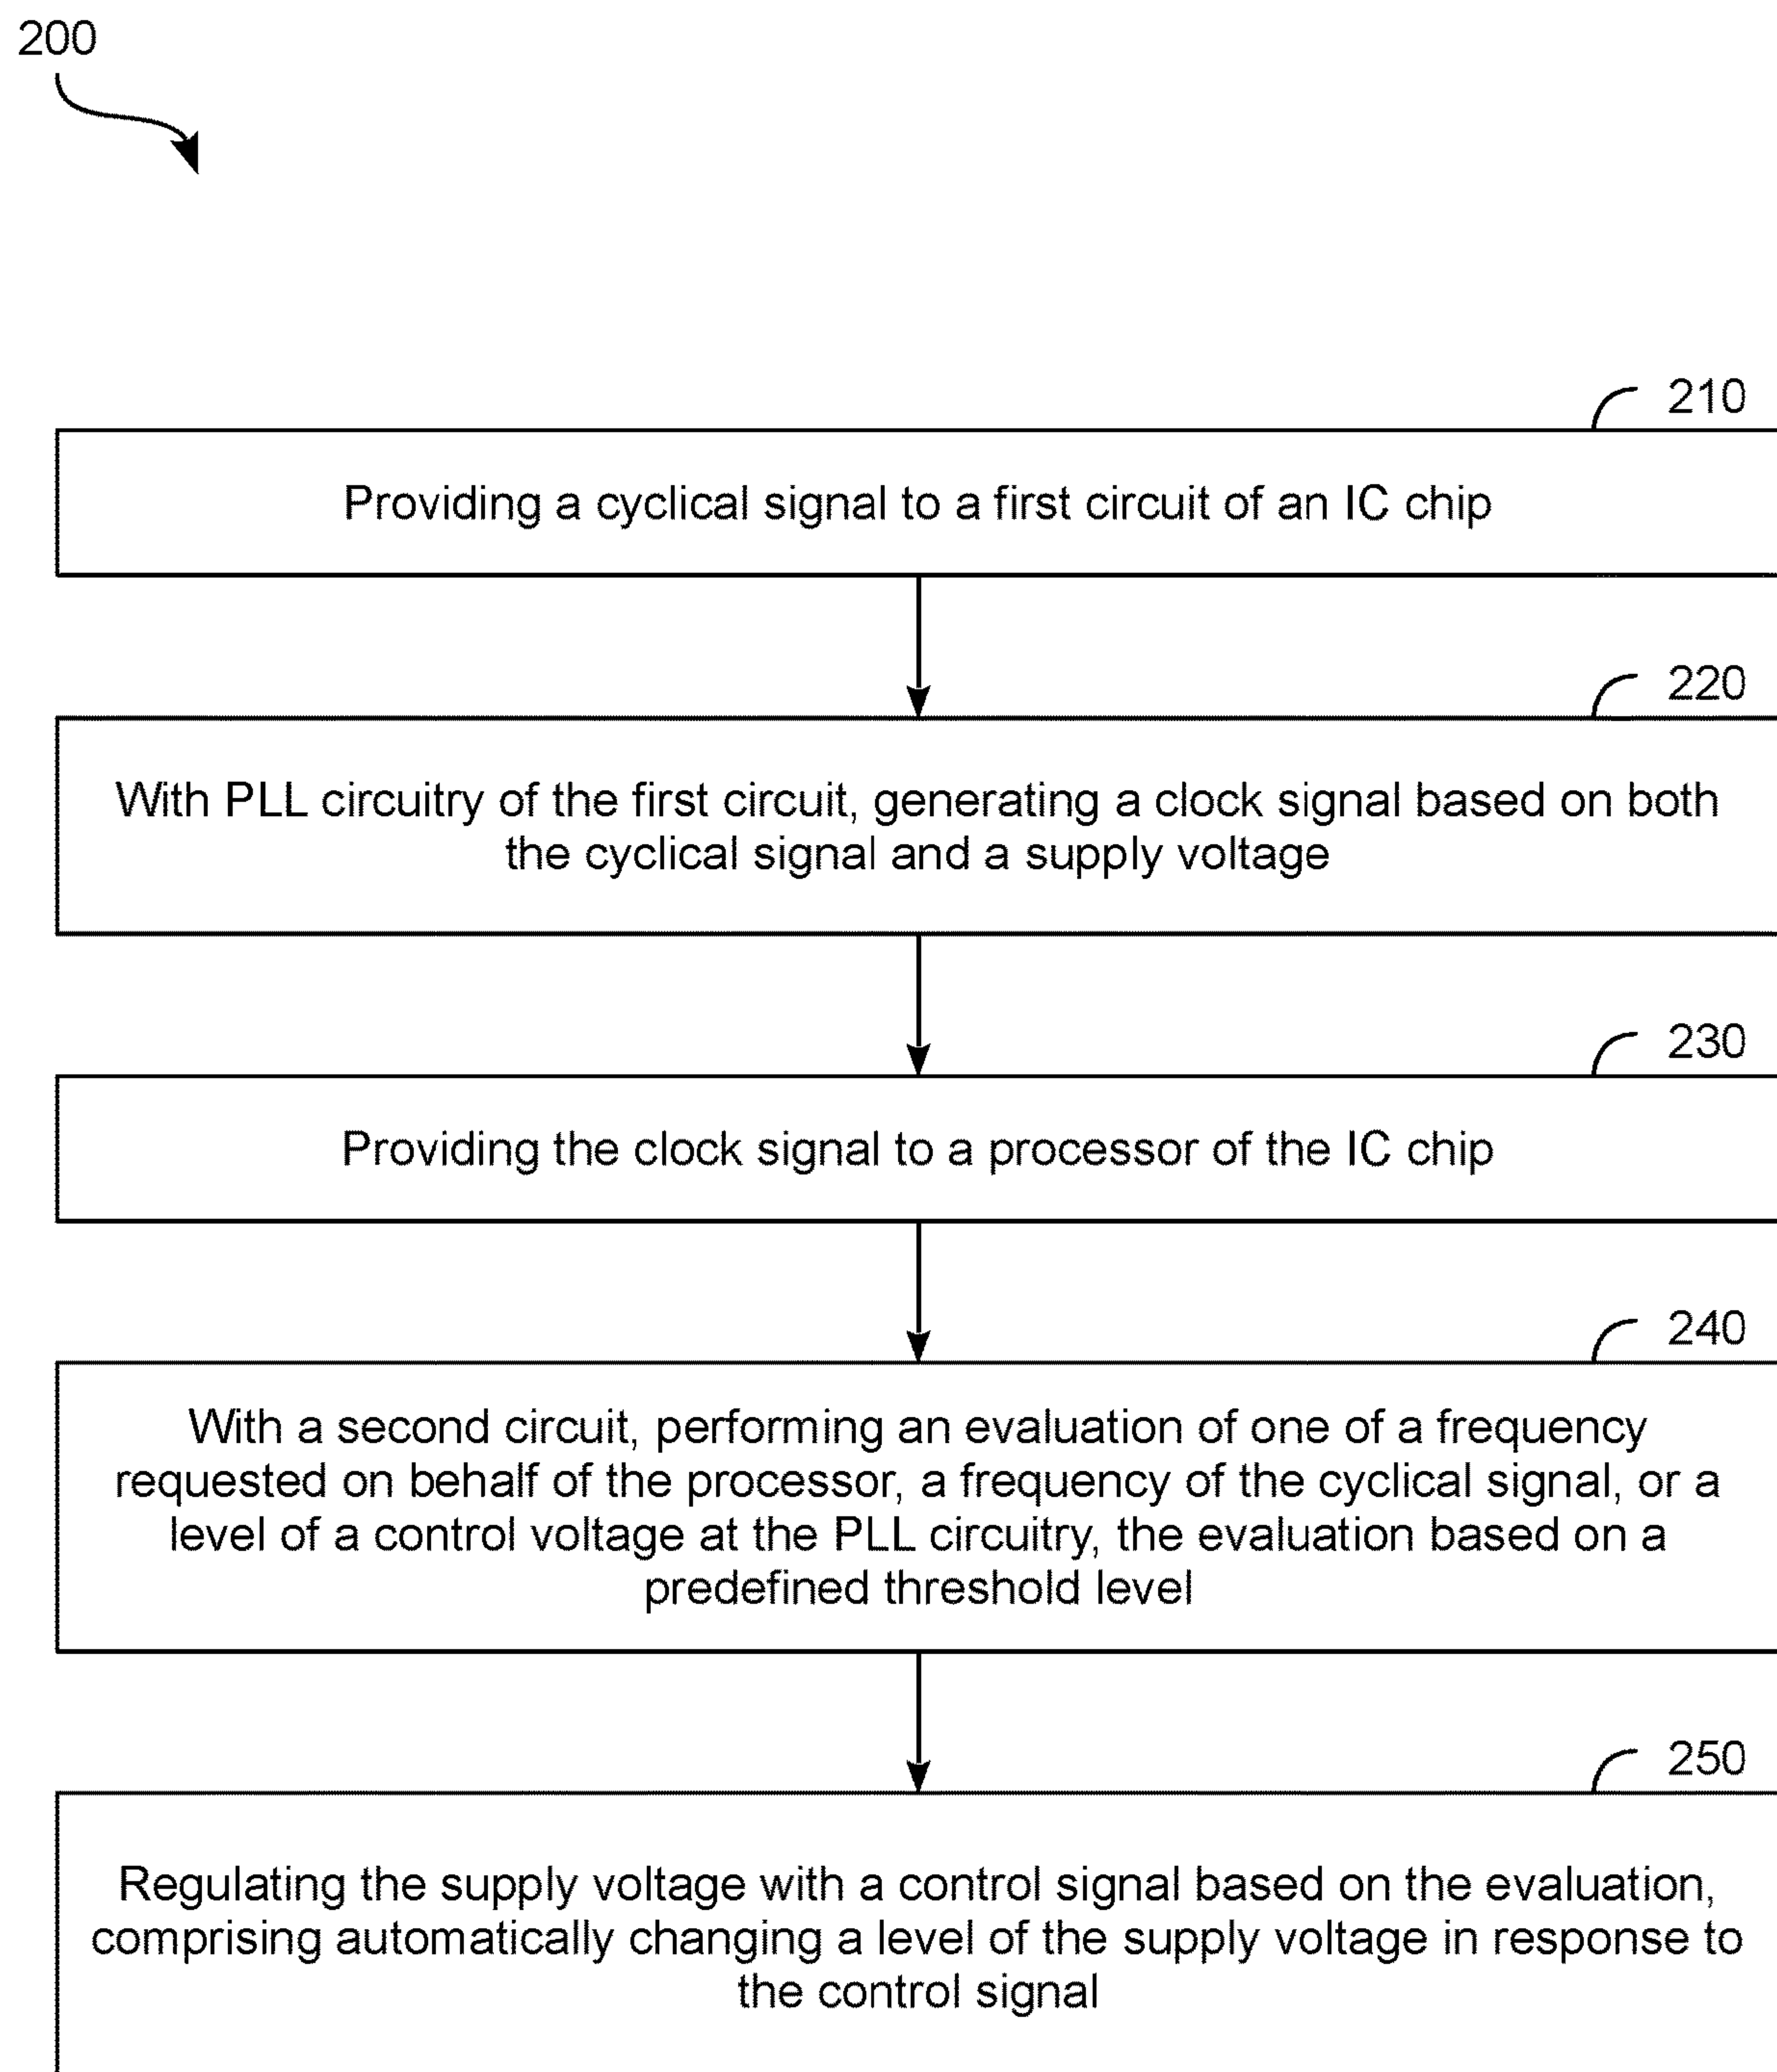 200
210
Providing a cyclical signal to a first circuit of an IC chip
220
With PLL circuitry of the first circuit, generating a clock signal based on both
the cyclical signal and a supply voltage
230
Providing the clock signal to a processor of the IC chip
240
With a second circuit, performing an evaluation of one of a frequency
requested on behalf of the processor, a frequency of the cyclical signal, or a
level of a control voltage at the PLL circuitry, the evaluation based on a
predefined threshold level
250
Regulating the supply voltage with a control signal based on the evaluation,
comprising automatically changing a level of the supply voltage in response to
the control signal